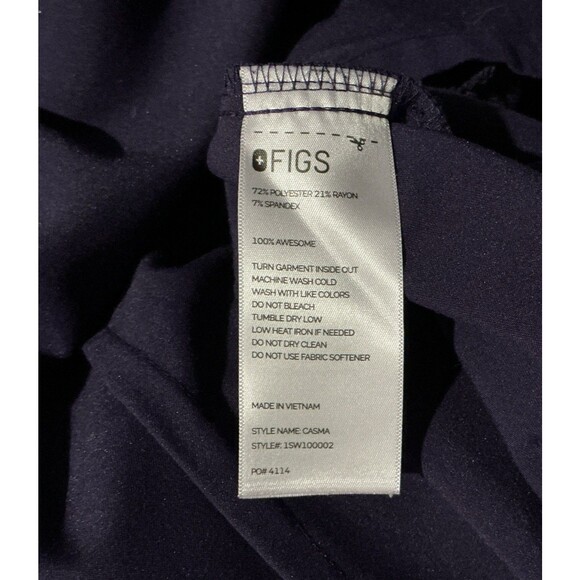 FIGS
72% POLYESTER 21% RAYON
7% SPANDEX
100% AWESOME
TURN GARMENT INSIDE OUT
MACHINE WASH COLD
WASH WITH LIKE COLORS
DO NOT BLEACH
TUMBLE DRY LOW
LOW HEAT IRON IF NEEDED
DO NOT DRY CLEAN
DO NOT USE FABRIC SOFTENER
MADE IN VIETNAM
STYLE NAME: CASMA
STYLE#: 1SW100002
PO# 4114